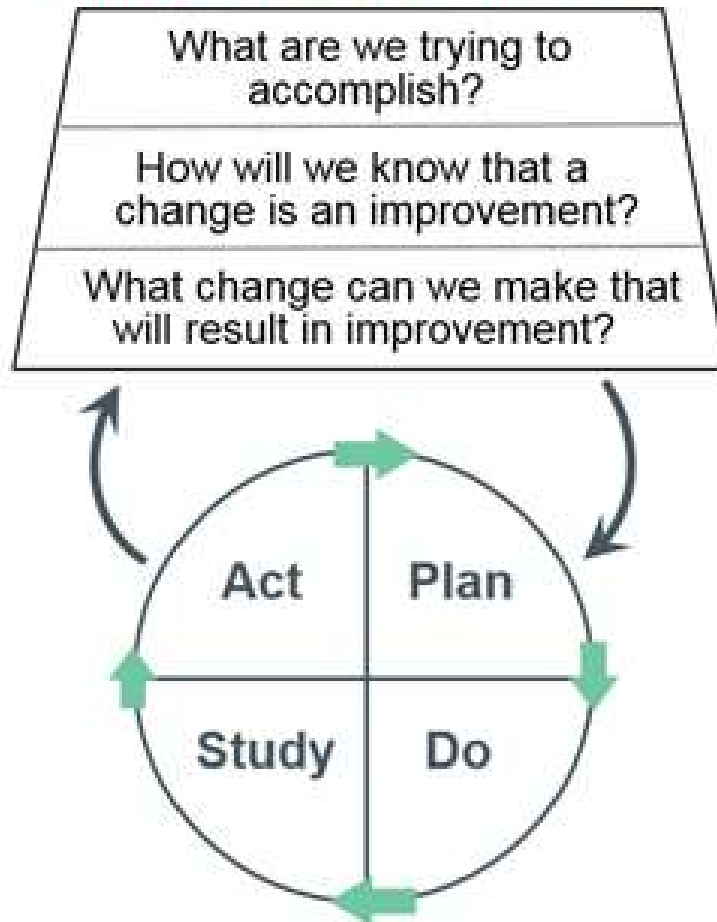 What are we trying to
accomplish?
How will we know that a
change is an improvement?
What change can we make that
will result in improvement?
Act
Plan
Study
Do